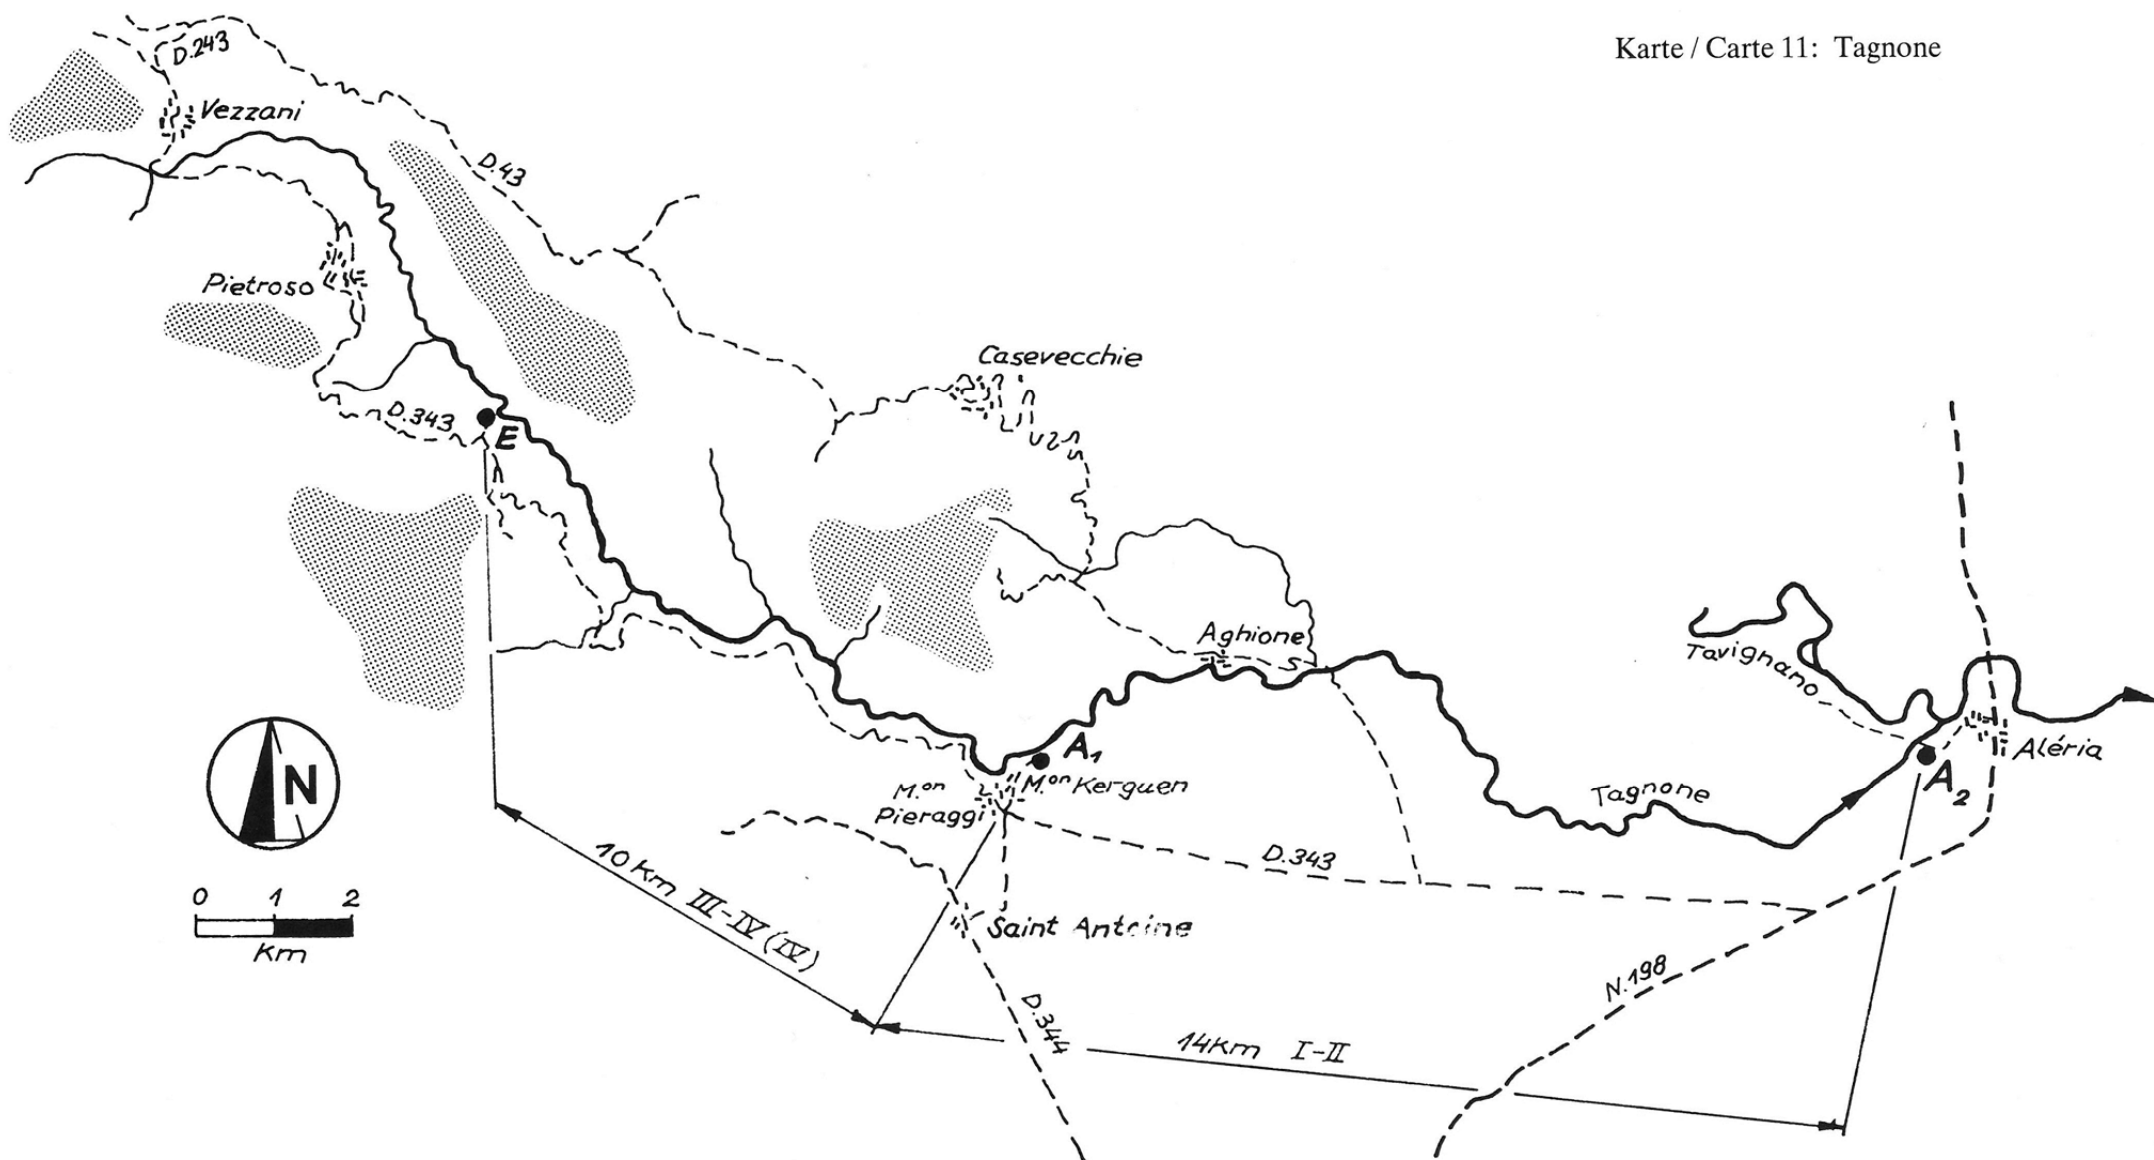 Karte / Carte 11: Tagnone
D.243
Vezzani
D.43
Pietroso
Casevecchie
D.343
E
Aghione
Tavignano
A1
Aléria
M.on Kerguen
M.on
Pieraggi
A2
Tagnone
N
D.343
10 km III-IV (IV)
0 1 2
Km
Saint Antoine
N.198
D.344
14Km I-II